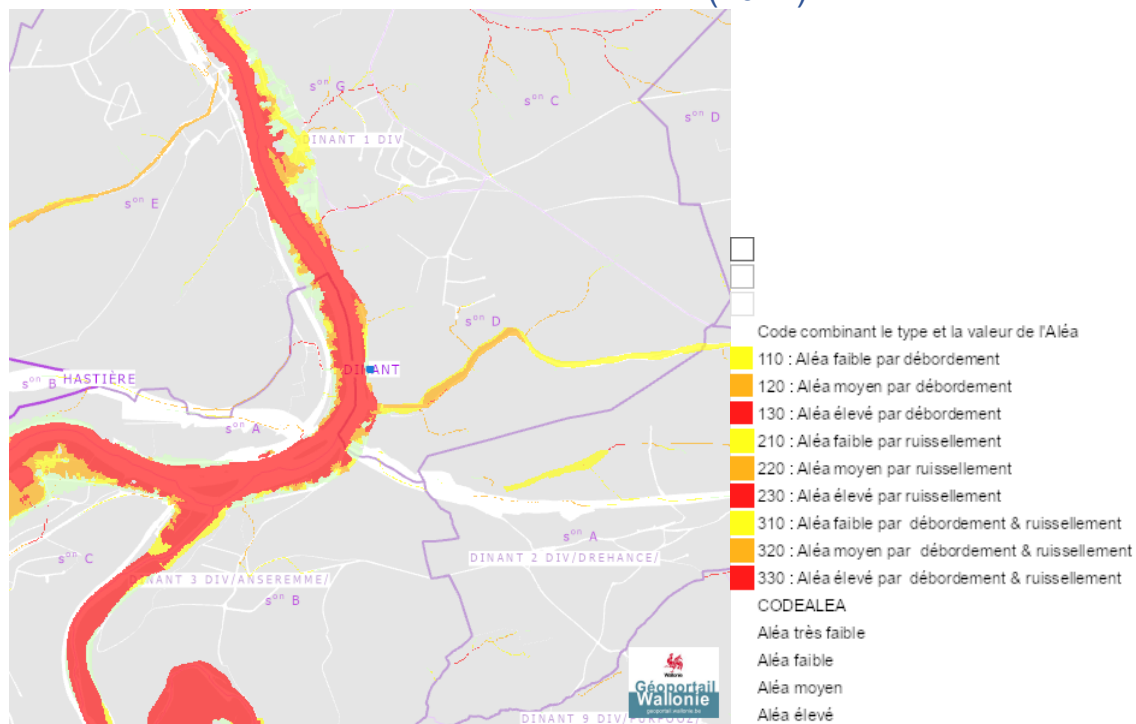 sᵒⁿ G
sᵒⁿ C
sᵒⁿ D
DINANT 1 DIV
sᵒⁿ E
sᵒⁿ D
DINANT
sᵒⁿ B HASTIÈRE
sᵒⁿ A
sᵒⁿ A
DINANT 2 DIV/DREHANCE/
sᵒⁿ C
DINANT 3 DIV/ANSEREMME/
sᵒⁿ B
Wallonie
Géoportail
Wallonie
geoportail.wallonie.be
DINANT 9 DIV/FURFOOZ/
Code combinant le type et la valeur de l'Aléa
110 : Aléa faible par débordement
120 : Aléa moyen par débordement
130 : Aléa élevé par débordement
210 : Aléa faible par ruissellement
220 : Aléa moyen par ruissellement
230 : Aléa élevé par ruissellement
310 : Aléa faible par débordement & ruissellement
320 : Aléa moyen par débordement & ruissellement
330 : Aléa élevé par débordement & ruissellement
CODEALEA
Aléa très faible
Aléa faible
Aléa moyen
Aléa élevé